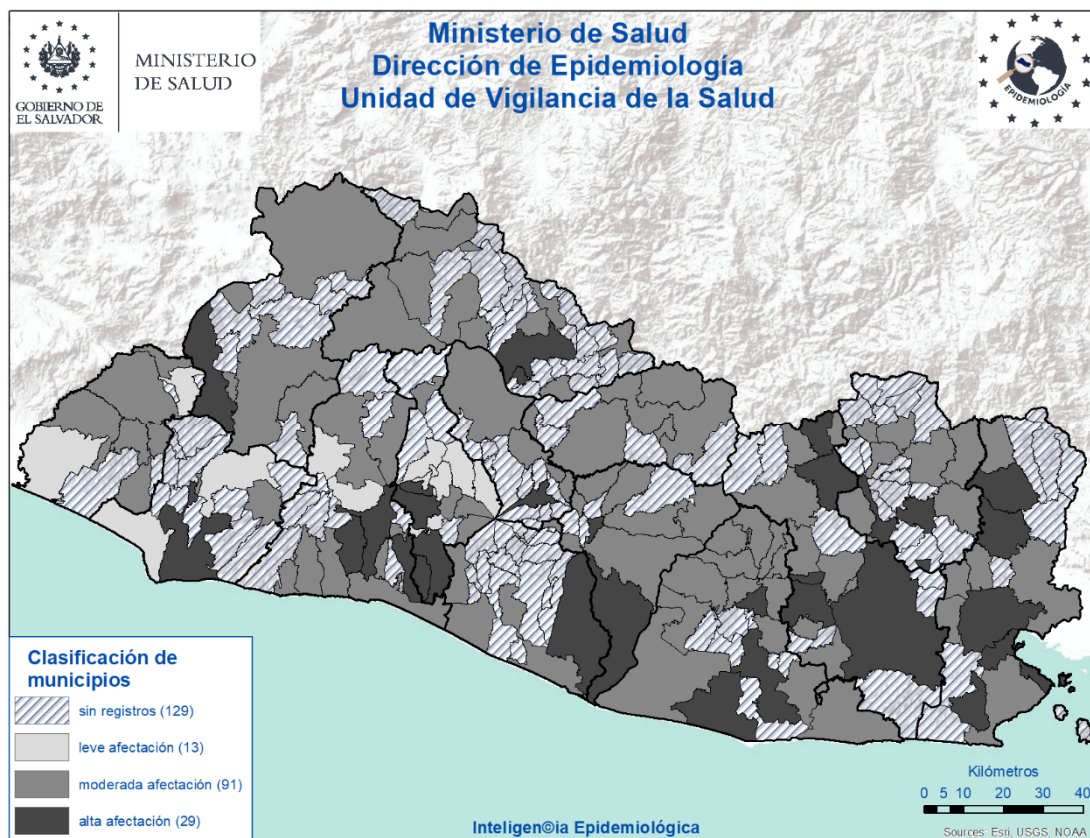 Ministerio de Salud
Dirección de Epidemiología
Unidad de Vigilancia de la Salud
GOBIERNO DE
EL SALVADOR
MINISTERIO
DE SALUD
EPIDEMIOLOGÍA
Clasificación de
municipios
sin registros (129)
leve afectación (13)
moderada afectación (91)
alta afectación (29)
Inteligen©ia Epidemiológica
Kilómetros
0 5 10 20 30 40
Sources: Esri, USGS, NOAA